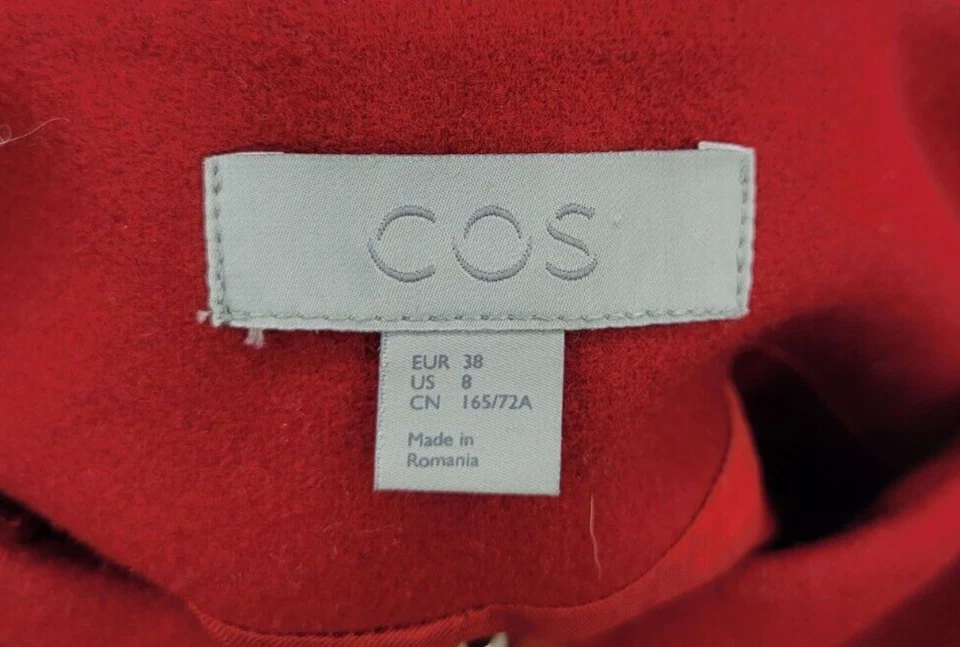 COS
EUR 38
US 8
CN 165/72A
Made in
Romania